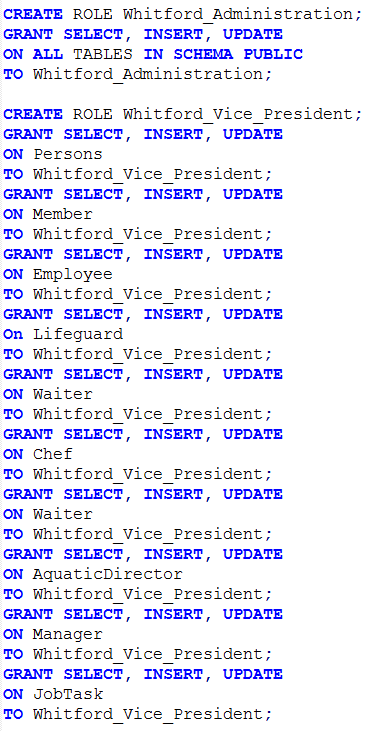 CREATE ROLE Whitford_Administration;
GRANT SELECT, INSERT, UPDATE
ON ALL TABLES IN SCHEMA PUBLIC
TO Whitford_Administration;

CREATE ROLE Whitford_Vice_President;
GRANT SELECT, INSERT, UPDATE
ON Persons
TO Whitford_Vice_President;
GRANT SELECT, INSERT, UPDATE
ON Member
TO Whitford_Vice_President;
GRANT SELECT, INSERT, UPDATE
ON Employee
TO Whitford_Vice_President;
GRANT SELECT, INSERT, UPDATE
On Lifeguard
TO Whitford_Vice_President;
GRANT SELECT, INSERT, UPDATE
ON Waiter
TO Whitford_Vice_President;
GRANT SELECT, INSERT, UPDATE
ON Chef
TO Whitford_Vice_President;
GRANT SELECT, INSERT, UPDATE
ON Waiter
TO Whitford_Vice_President;
GRANT SELECT, INSERT, UPDATE
ON AquaticDirector
TO Whitford_Vice_President;
GRANT SELECT, INSERT, UPDATE
ON Manager
TO Whitford_Vice_President;
GRANT SELECT, INSERT, UPDATE
ON JobTask
TO Whitford_Vice_President;